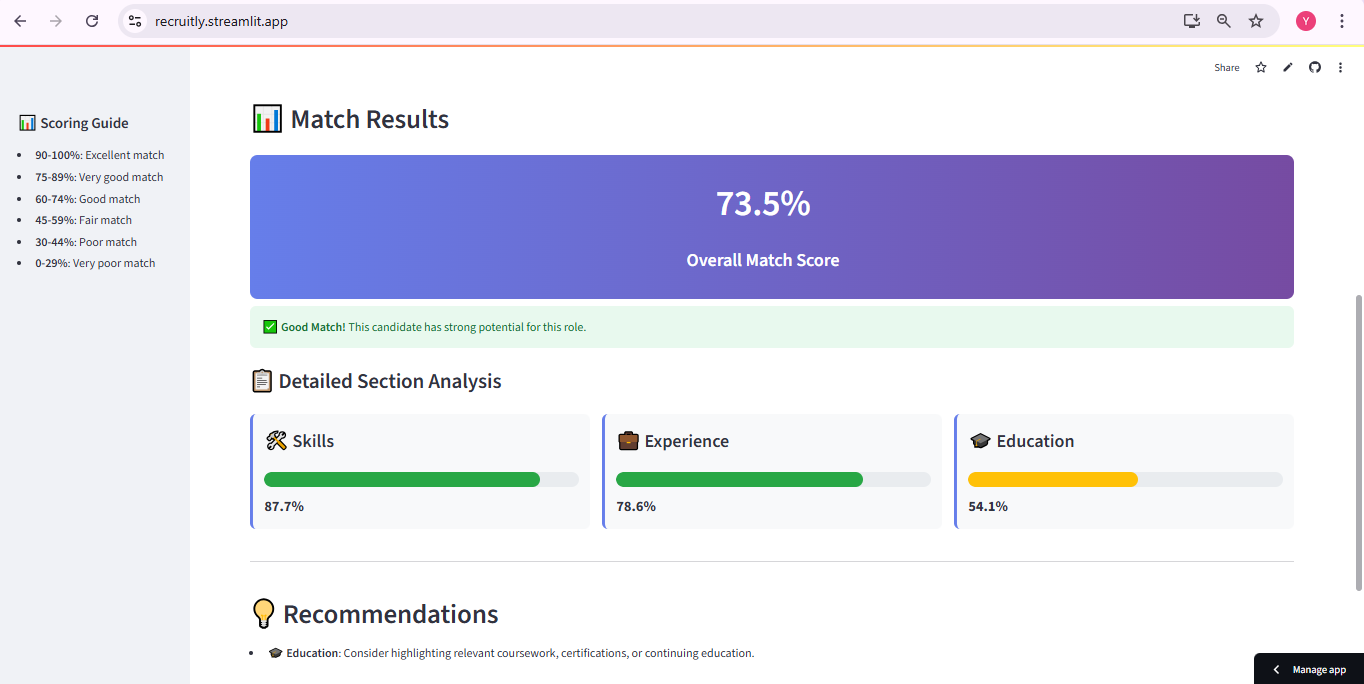 recruitly.streamlit.app
Y
Share
📊 Scoring Guide
• 90-100%: Excellent match
• 75-89%: Very good match
• 60-74%: Good match
• 45-59%: Fair match
• 30-44%: Poor match
• 0-29%: Very poor match
📊 Match Results
73.5%
Overall Match Score
✅ Good Match! This candidate has strong potential for this role.
📋 Detailed Section Analysis
🛠 Skills
87.7%
💼 Experience
78.6%
🎓 Education
54.1%
💡 Recommendations
• 🎓 Education: Consider highlighting relevant coursework, certifications, or continuing education.
Manage app